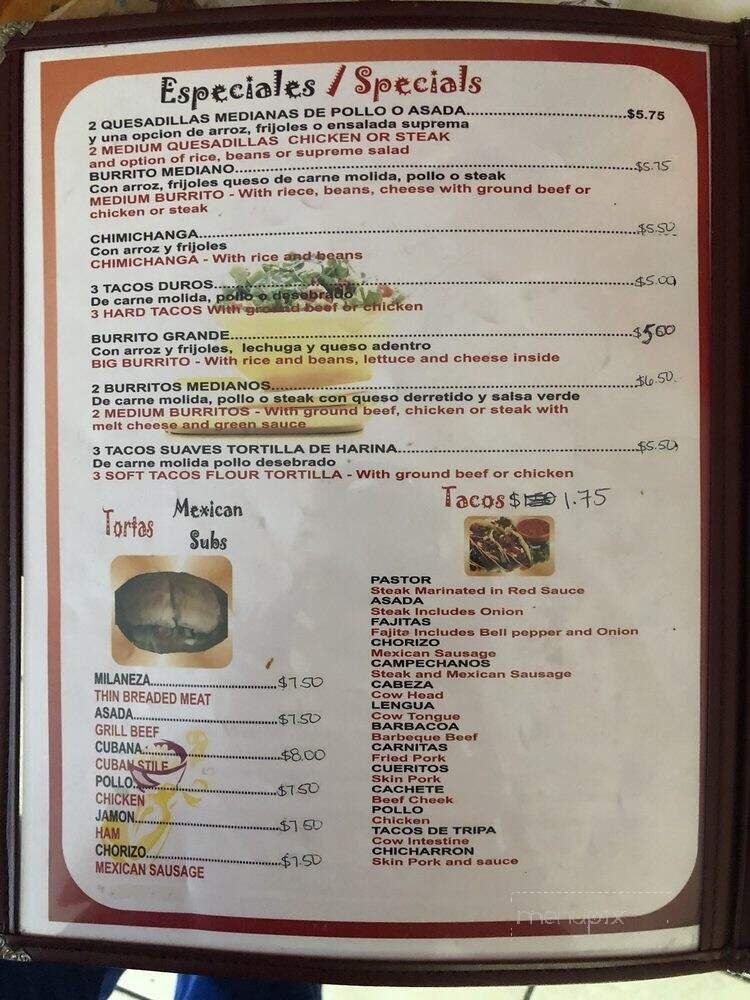 Especiales / Specials
2 QUESADILLAS MEDIANAS DE POLLO O ASADA..........$5.75
y una opcion de arroz, frijoles o ensalada suprema
2 MEDIUM QUESADILLAS CHICKEN OR STEAK
and option of rice, beans or supreme salad
BURRITO MEDIANO..........$5.75
Con arroz, frijoles queso de carne molida, pollo o steak
MEDIUM BURRITO - With riece, beans, cheese with ground beef or
chicken or steak
CHIMICHANGA..........$5.50
Con arroz y frijoles
CHIMICHANGA - With rice and beans
3 TACOS DUROS..........$5.00
De carne molida, pollo o desebrado
3 HARD TACOS With ground beef or chicken
BURRITO GRANDE..........$5.00
Con arroz y frijoles, lechuga y queso adentro
BIG BURRITO - With rice and beans, lettuce and cheese inside
2 BURRITOS MEDIANOS..........$6.50
De carne molida, pollo o steak con queso derretido y salsa verde
2 MEDIUM BURRITOS - With ground beef, chicken or steak with
melt cheese and green sauce
3 TACOS SUAVES TORTILLA DE HARINA..........$5.50
De carne molida pollo desebrado
3 SOFT TACOS FLOUR TORTILLA - With ground beef or chicken
Tortas Mexican Subs
MILANEZA..........$7.50
THIN BREADED MEAT
ASADA..........$7.50
GRILL BEEF
CUBANA..........$8.00
CUBAN STILE
POLLO..........$7.50
CHICKEN
JAMON..........$7.50
HAM
CHORIZO..........$7.50
MEXICAN SAUSAGE
Tacos $1.75
PASTOR
Steak Marinated in Red Sauce
ASADA
Steak Includes Onion
FAJITAS
Fajita Includes Bell pepper and Onion
CHORIZO
Mexican Sausage
CAMPECHANOS
Steak and Mexican Sausage
CABEZA
Cow Head
LENGUA
Cow Tongue
BARBACOA
Barbeque Beef
CARNITAS
Fried Pork
CUERITOS
Skin Pork
CACHETE
Beef Cheek
POLLO
Chicken
TACOS DE TRIPA
Cow Intestine
CHICHARRON
Skin Pork and sauce
menupix